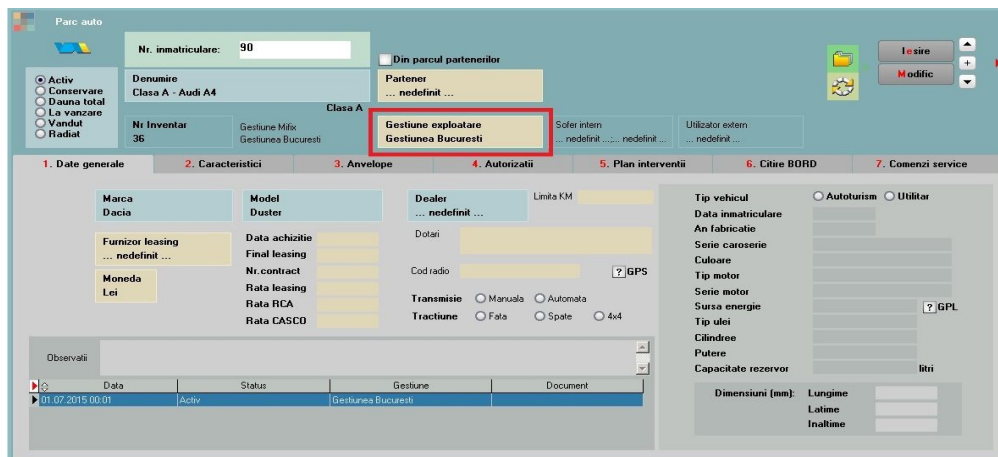 Parc auto
Nr. inmatriculare: 90
Din parcul partenerilor
Iesire
Modific
Activ
Conservare
Dauna total
La vanzare
Vandut
Radiat
Denumire
Clasa A - Audi A4
Clasa A
Partener
... nedefinit ...
Nr Inventar
36
Gestiune Mifix
Gestiunea Bucuresti
Gestiune exploatare
Gestiunea Bucuresti
Sofer intern
... nedefinit ...;... nedefinit ...
Utilizator extern
... nedefinit ...
1. Date generale 2. Caracteristici 3. Anvelope 4. Autorizatii 5. Plan interventii 6. Citire BORD 7. Comenzi service
Marca
Dacia
Model
Duster
Dealer
... nedefinit ...
Limita KM
Furnizor leasing
... nedefinit ...
Moneda
Lei
Data achizitie
Final leasing
Nr.contract
Rata leasing
Rata RCA
Rata CASCO
Dotari
Cod radio
? GPS
Transmisie Manuala Automata
Tractiune Fata Spate 4x4
Tip vehicul Autoturism Utilitar
Data inmatriculare
An fabricatie
Serie caroserie
Culoare
Tip motor
Serie motor
Sursa energie ? GPL
Tip ulei
Cilindree
Putere
Capacitate rezervor litri
Dimensiuni (mm): Lungime
Latime
Inaltime
Observatii
Data Status Gestiune Document
01.07.2015 00:01 Activ Gestiunea Bucuresti